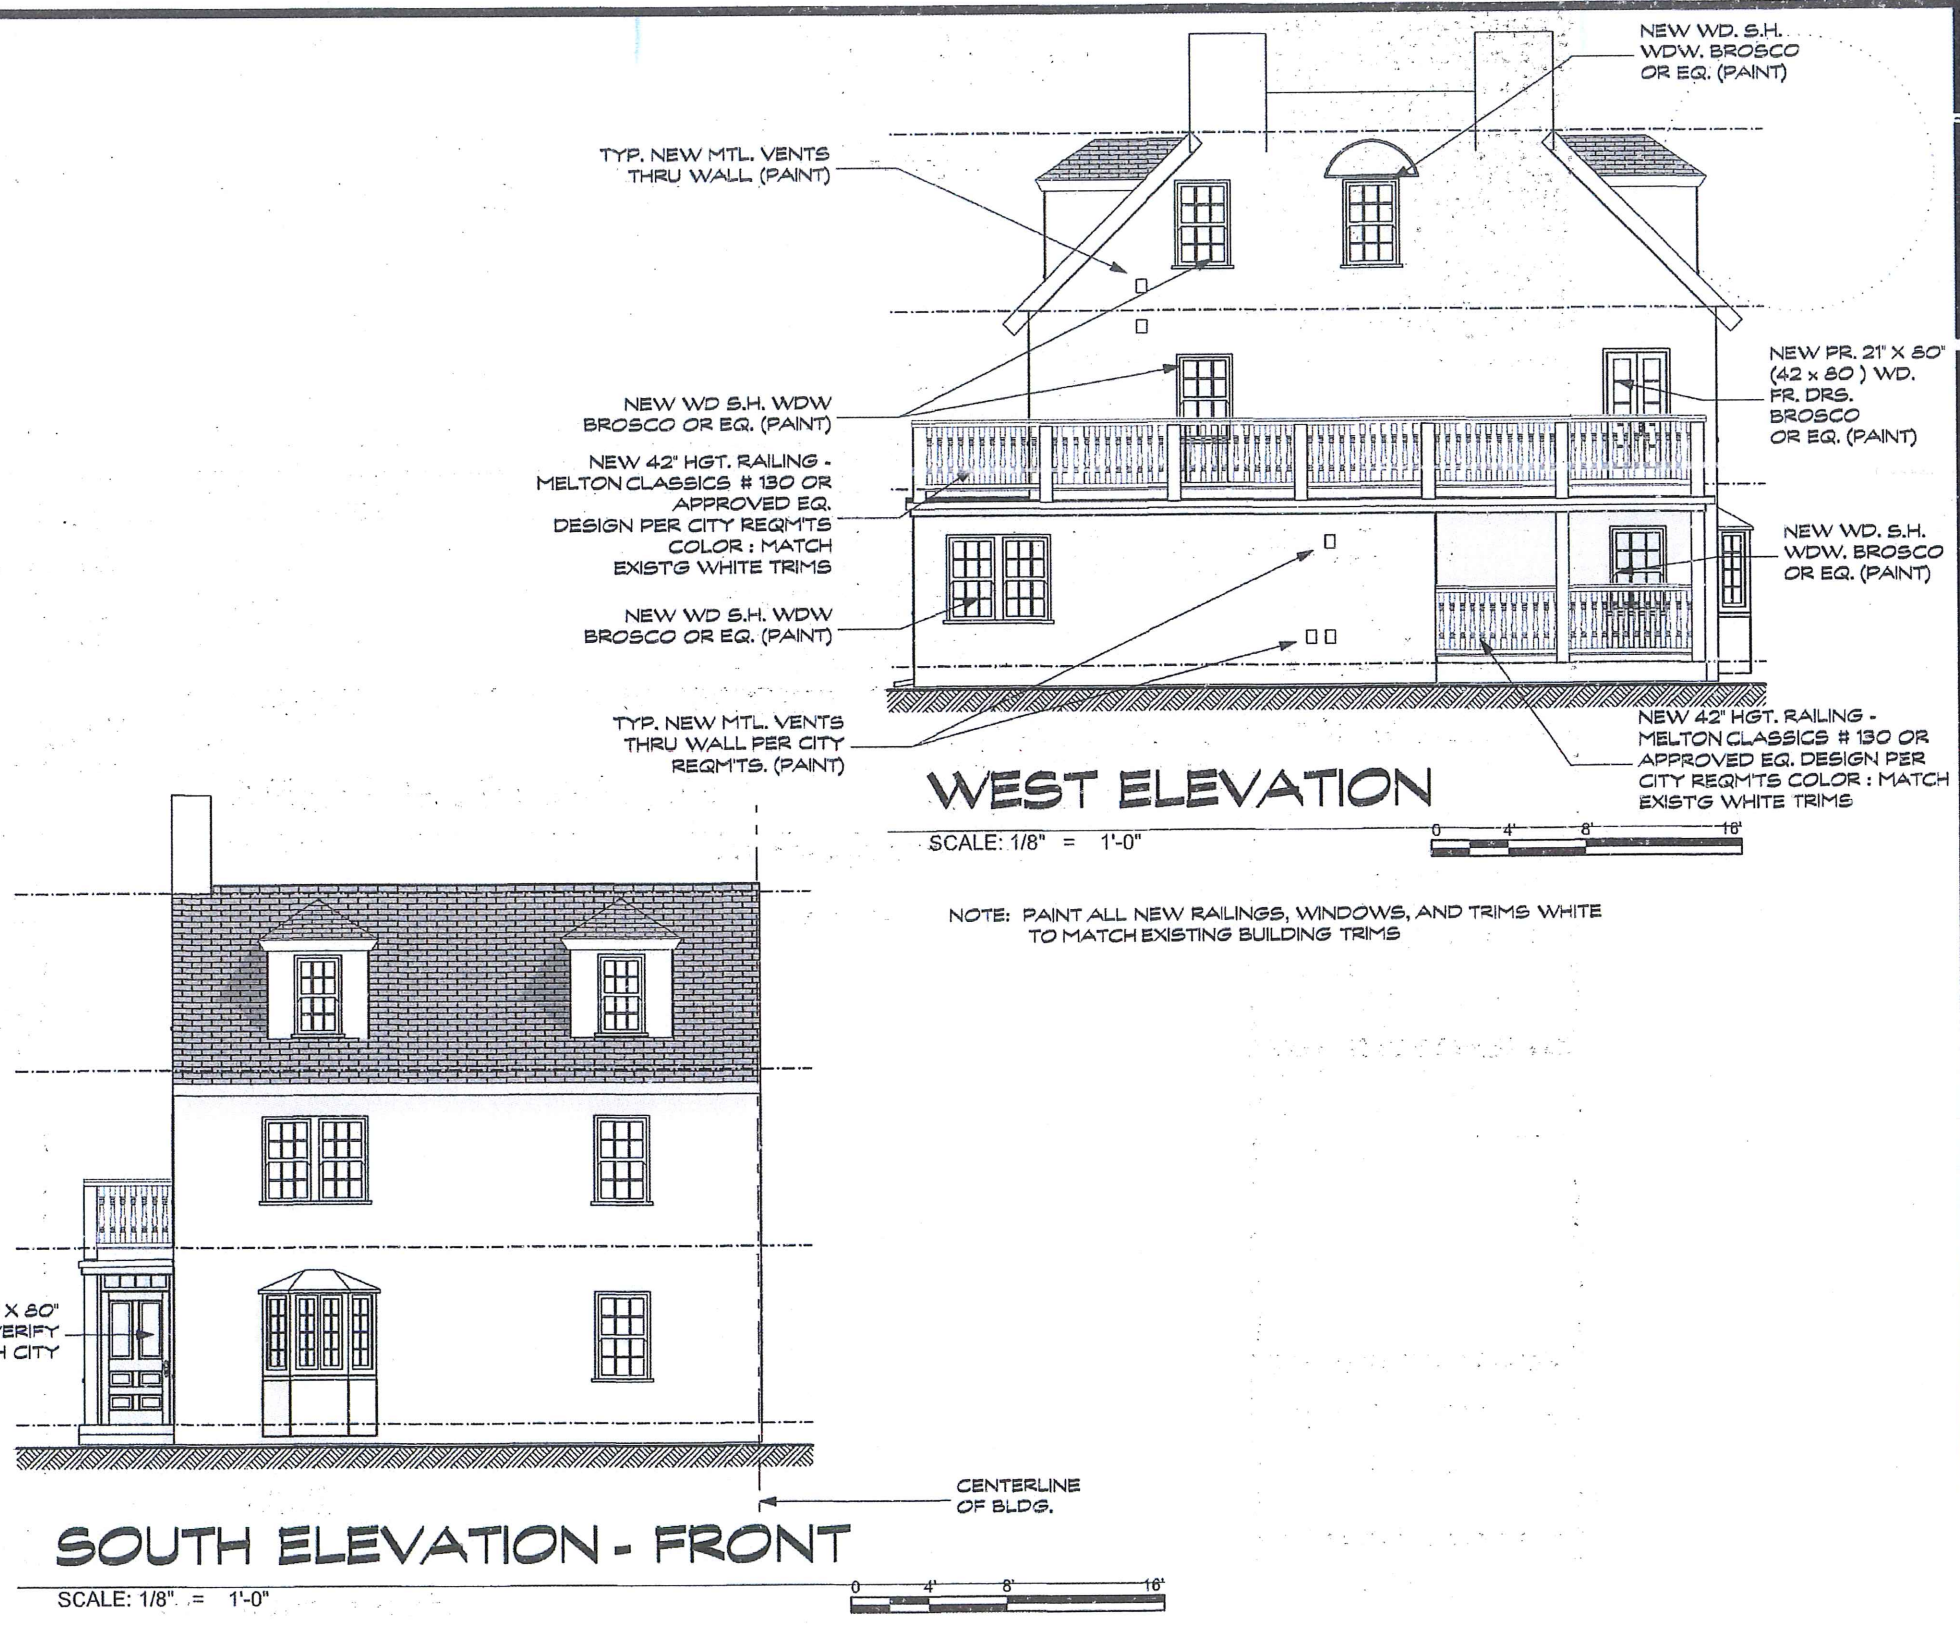 NEW WD. S.H.
WDW. BROSCO
OR EQ. (PAINT)
TYP. NEW MTL. VENTS
THRU WALL (PAINT)
NEW WD S.H. WDW
BROSCO OR EQ. (PAINT)
NEW 42" HGT. RAILING -
MELTON CLASSICS # 130 OR
APPROVED EQ.
DESIGN PER CITY REQM'TS
COLOR : MATCH
EXIST'G WHITE TRIMS
NEW WD S.H. WDW
BROSCO OR EQ. (PAINT)
TYP. NEW MTL. VENTS
THRU WALL PER CITY
REQM'TS. (PAINT)
NEW PR. 21" X 80"
(42 x 80 ) WD.
FR. DRS.
BROSCO
OR EQ. (PAINT)
NEW WD. S.H.
WDW. BROSCO
OR EQ. (PAINT)
NEW 42" HGT. RAILING -
MELTON CLASSICS # 130 OR
APPROVED EQ. DESIGN PER
CITY REQM'TS COLOR : MATCH
EXIST'G WHITE TRIMS
WEST ELEVATION
SCALE: 1/8" = 1'-0"
0 4' 8' 16'
NOTE: PAINT ALL NEW RAILINGS, WINDOWS, AND TRIMS WHITE
TO MATCH EXISTING BUILDING TRIMS
X 80"
VERIFY
H CITY
CENTERLINE
OF BLDG.
SOUTH ELEVATION - FRONT
SCALE: 1/8" = 1'-0"
0 4' 8' 16'